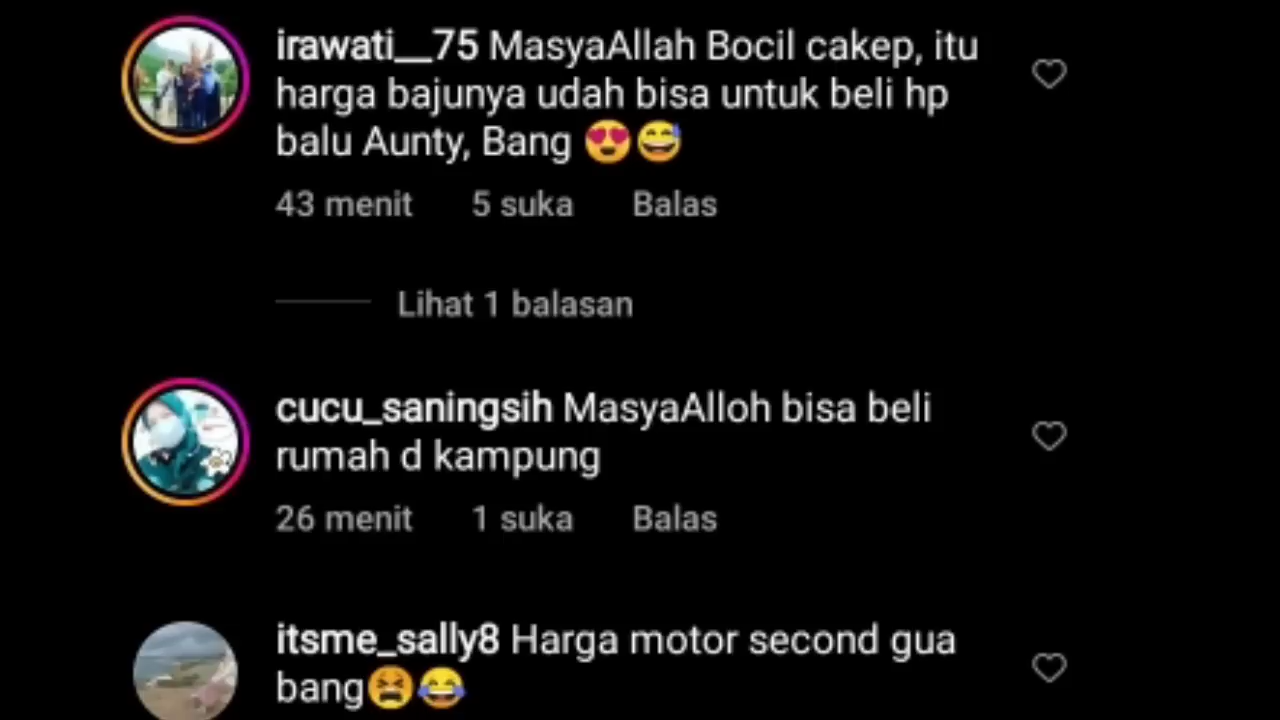 irawati__75 MasyaAllah Bocil cakep, itu
harga bajunya udah bisa untuk beli hp
balu Aunty, Bang 😍😅
43 menit 5 suka Balas
Lihat 1 balasan
cucu_saningsih MasyaAlloh bisa beli
rumah d kampung
26 menit 1 suka Balas
itsme_sally8 Harga motor second gua
bang😫😂